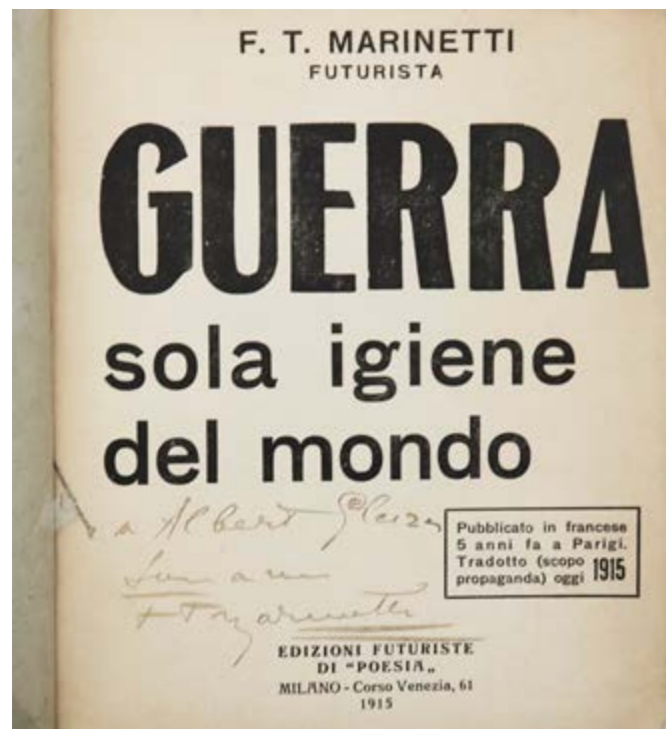 F. T. MARINETTI
FUTURISTA
GUERRA
sola igiene
del mondo
a Albert Gleizes
Pubblicato in francese
5 anni fa a Parigi.
Tradotto (scopo
propaganda) oggi 1915
FTMarinetti
EDIZIONI FUTURISTE
DI "POESIA„
MILANO - Corso Venezia, 61
1915